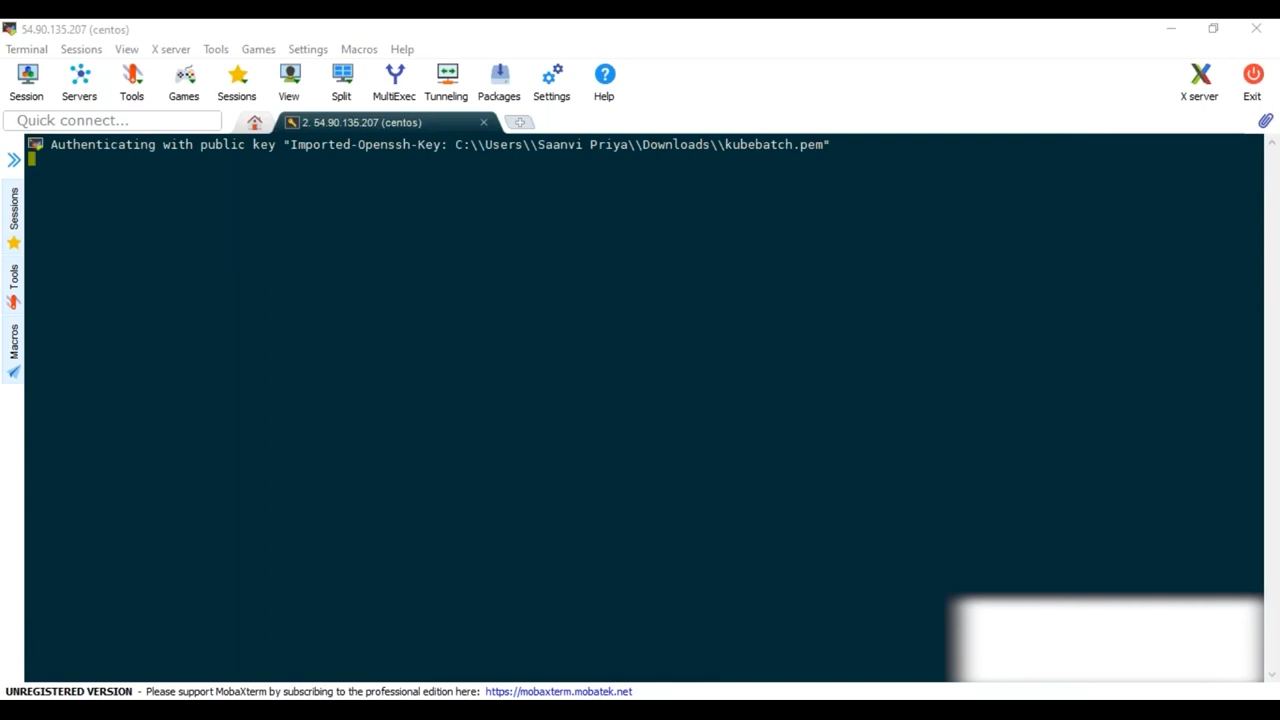 54.90.135.207 (centos)
Terminal Sessions View X server Tools Games Settings Macros Help
Session Servers Tools Games Sessions View Split MultiExec Tunneling Packages Settings Help X server Exit
Quick connect... 2. 54.90.135.207 (centos)
Authenticating with public key "Imported-Openssh-Key: C:\\Users\\Saanvi Priya\\Downloads\\kubebatch.pem"
Sessions
Tools
Macros
UNREGISTERED VERSION - Please support MobaXterm by subscribing to the professional edition here: https://mobaxterm.mobatek.net